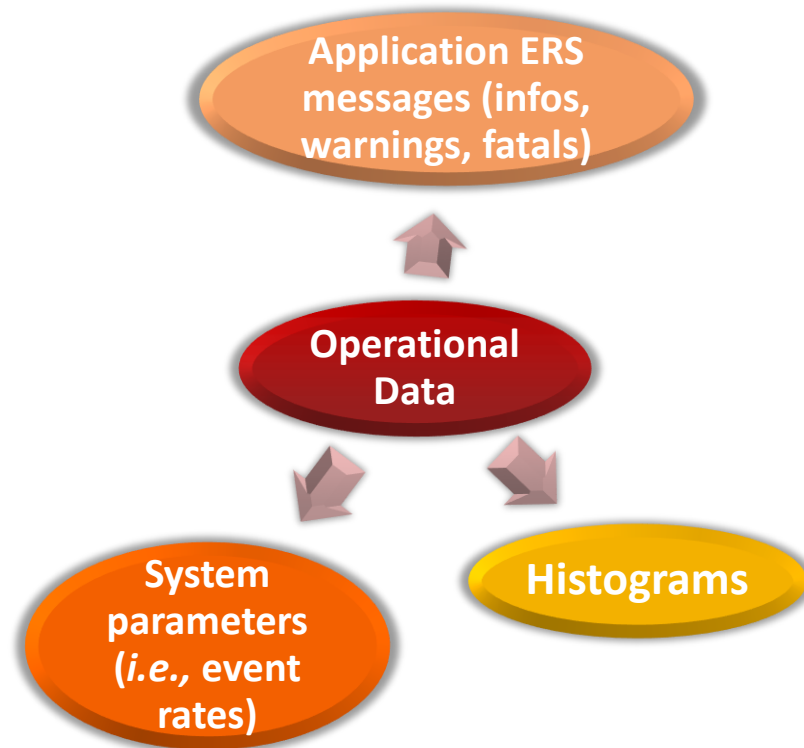 Application ERS
messages (infos,
warnings, fatals)
Operational
Data
System
parameters
(i.e., event
rates)
Histograms